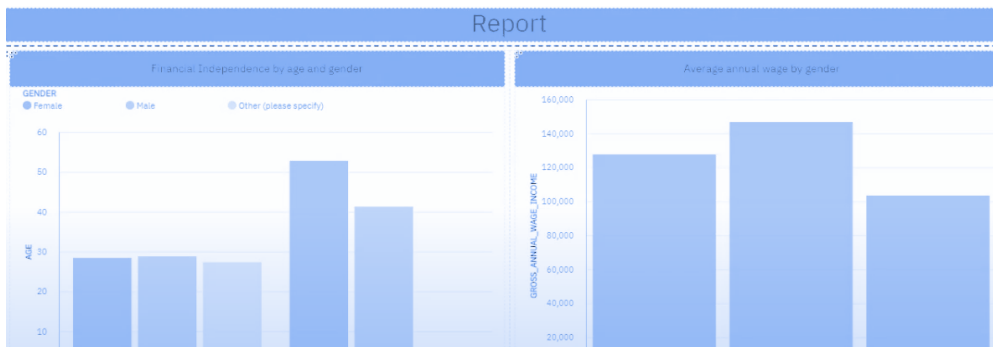 Report
Financial Independence by age and gender
GENDER
Female
Male
Other (please specify)
60
50
40
30
20
10
AGE
Average annual wage by gender
160,000
140,000
120,000
100,000
80,000
60,000
40,000
20,000
GROSS_ANNUAL_WAGE_INCOME